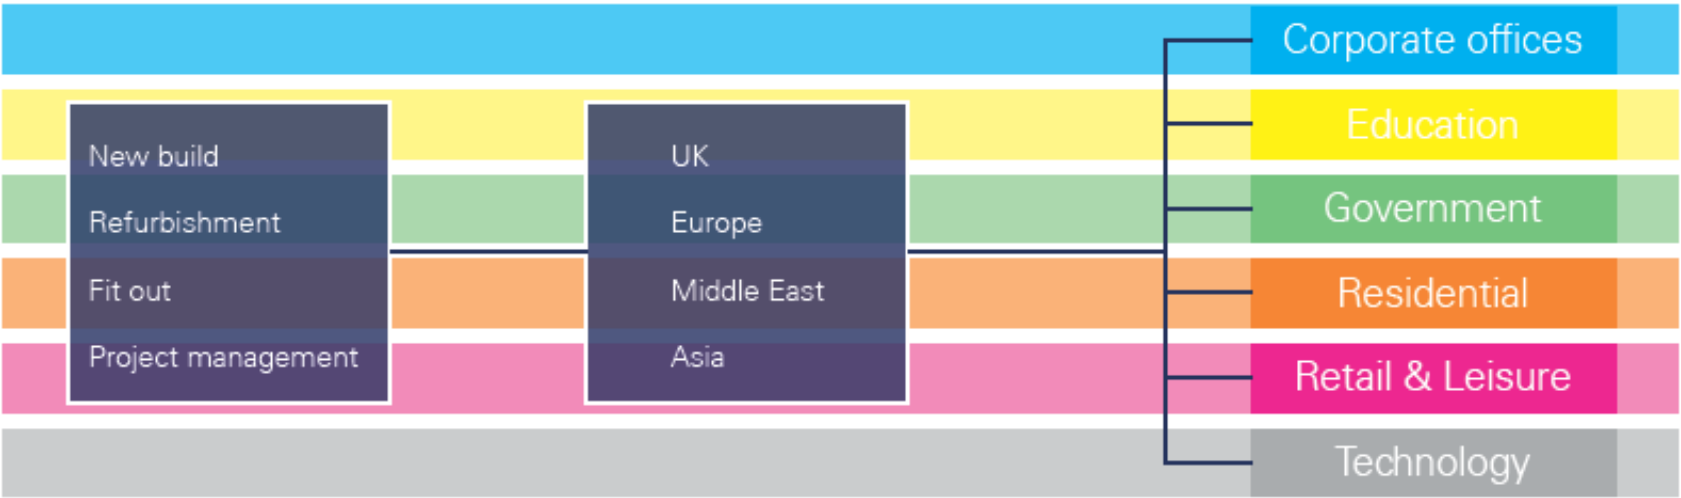 New build
Refurbishment
Fit out
Project management
UK
Europe
Middle East
Asia
Corporate offices
Education
Government
Residential
Retail & Leisure
Technology